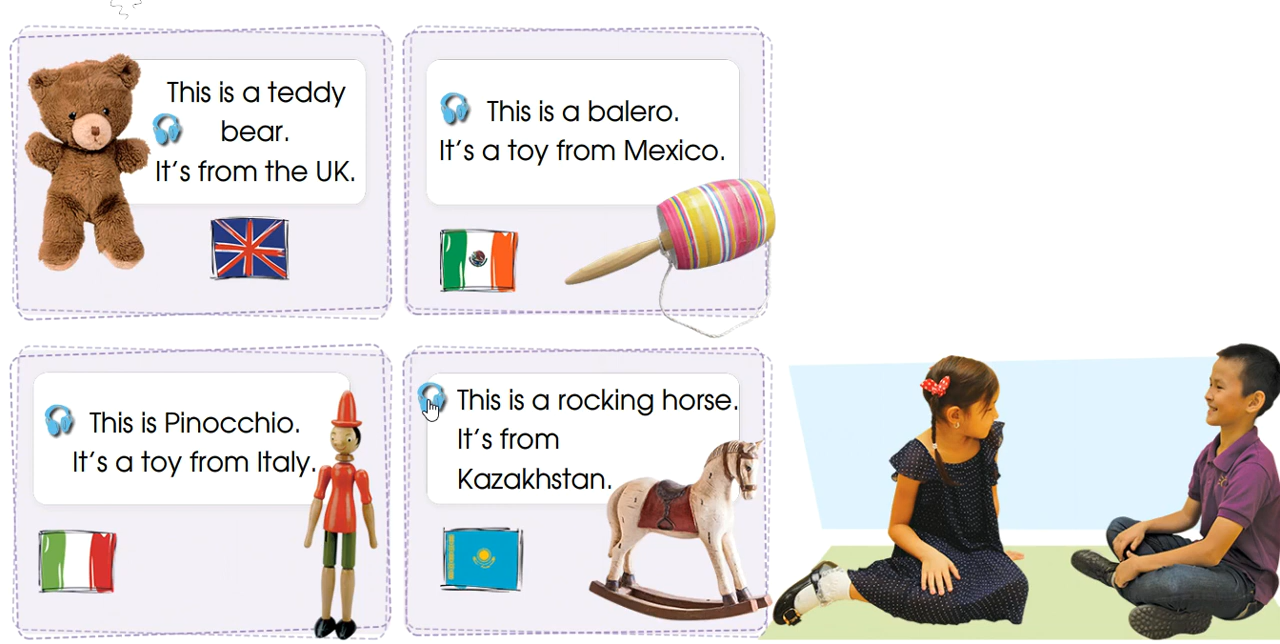 This is a teddy
bear.
It's from the UK.
This is a balero.
It's a toy from Mexico.
This is Pinocchio.
It's a toy from Italy.
This is a rocking horse.
It's from
Kazakhstan.